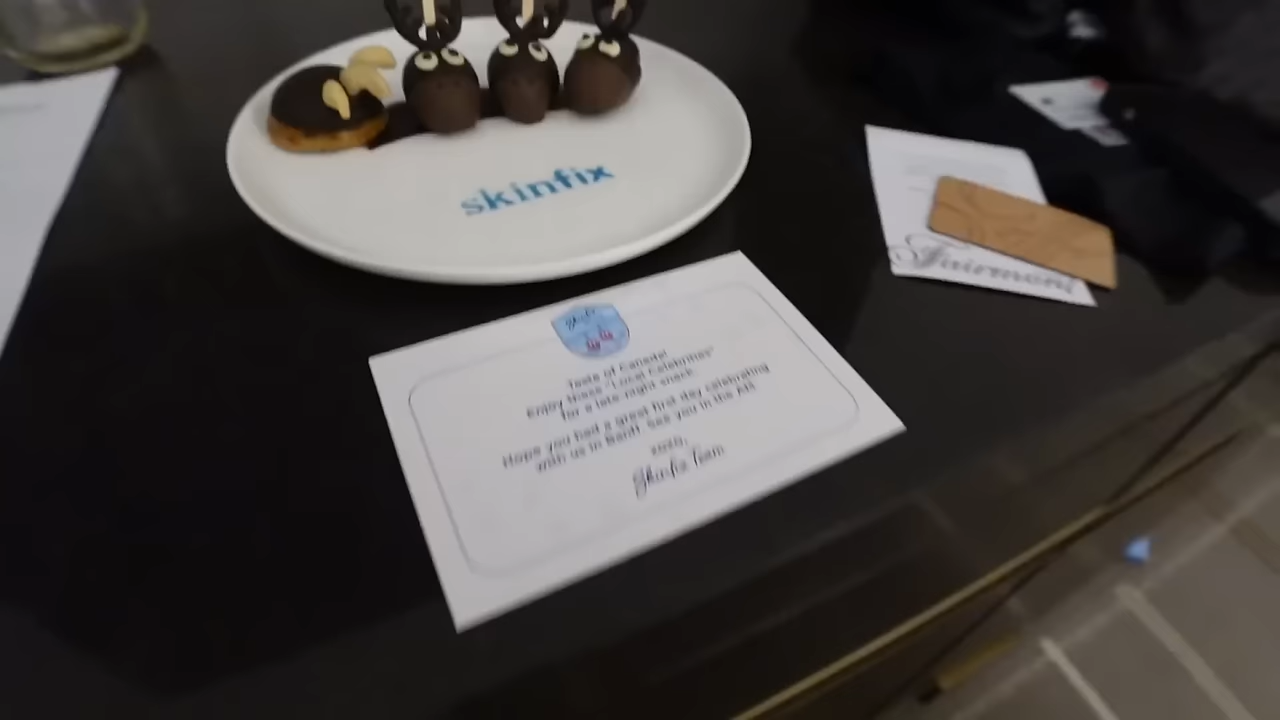 skinfix
Fairmont
Taste of Canada!
Enjoy these "Local Celebrities"
for a late-night snack.
Hope you had a great first day celebrating
with us in Banff. See you in the AM!
xoxo,
Skinfix Team